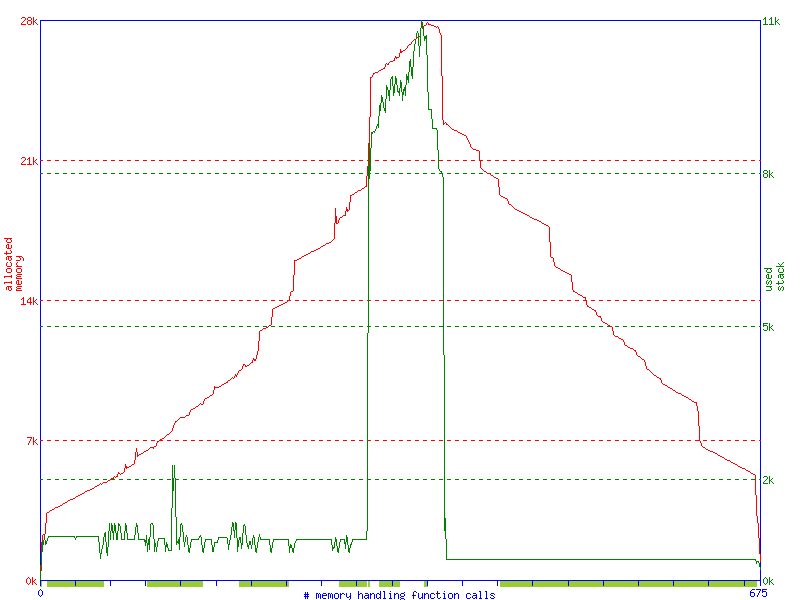 28k
11k
21k
8k
allocated
memory
used
stack
14k
5k
7k
2k
0k
0k
0
# memory handling function calls
675